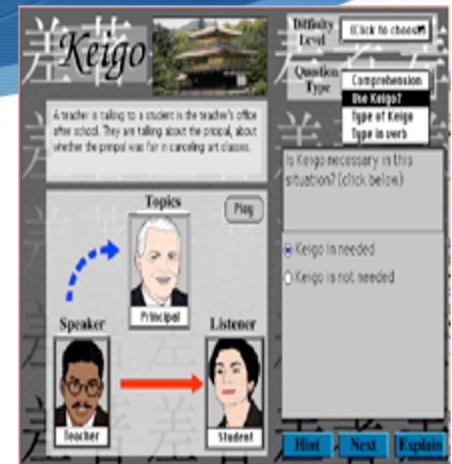 Keigo
Difficulty
Level
(Click to choose)
Question
Type
Comprehension
Use Keigo?
Type of Keigo
Type in verb
A teacher is talking to a student in the teacher's office
after school. They are talking about the pricipal, about
whether the pricipal was fair in canceling art classes.
Is Keigo necessary in this
situation? (click below)
Keigo in needed
Keigo is not needed
Topics
Play
Principal
Speaker
Listener
Teacher
Student
Hint
Next
Explain